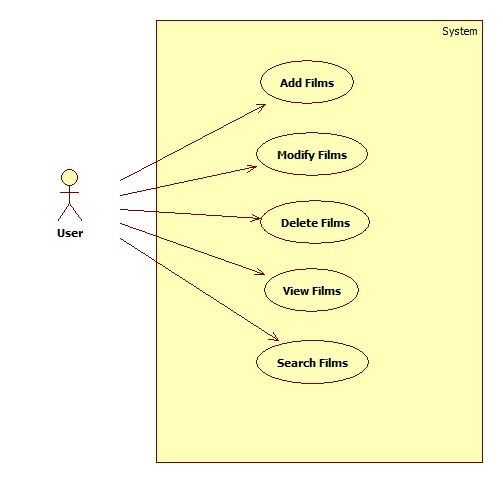 System
Add Films
Modify Films
User
Delete Films
View Films
Search Films